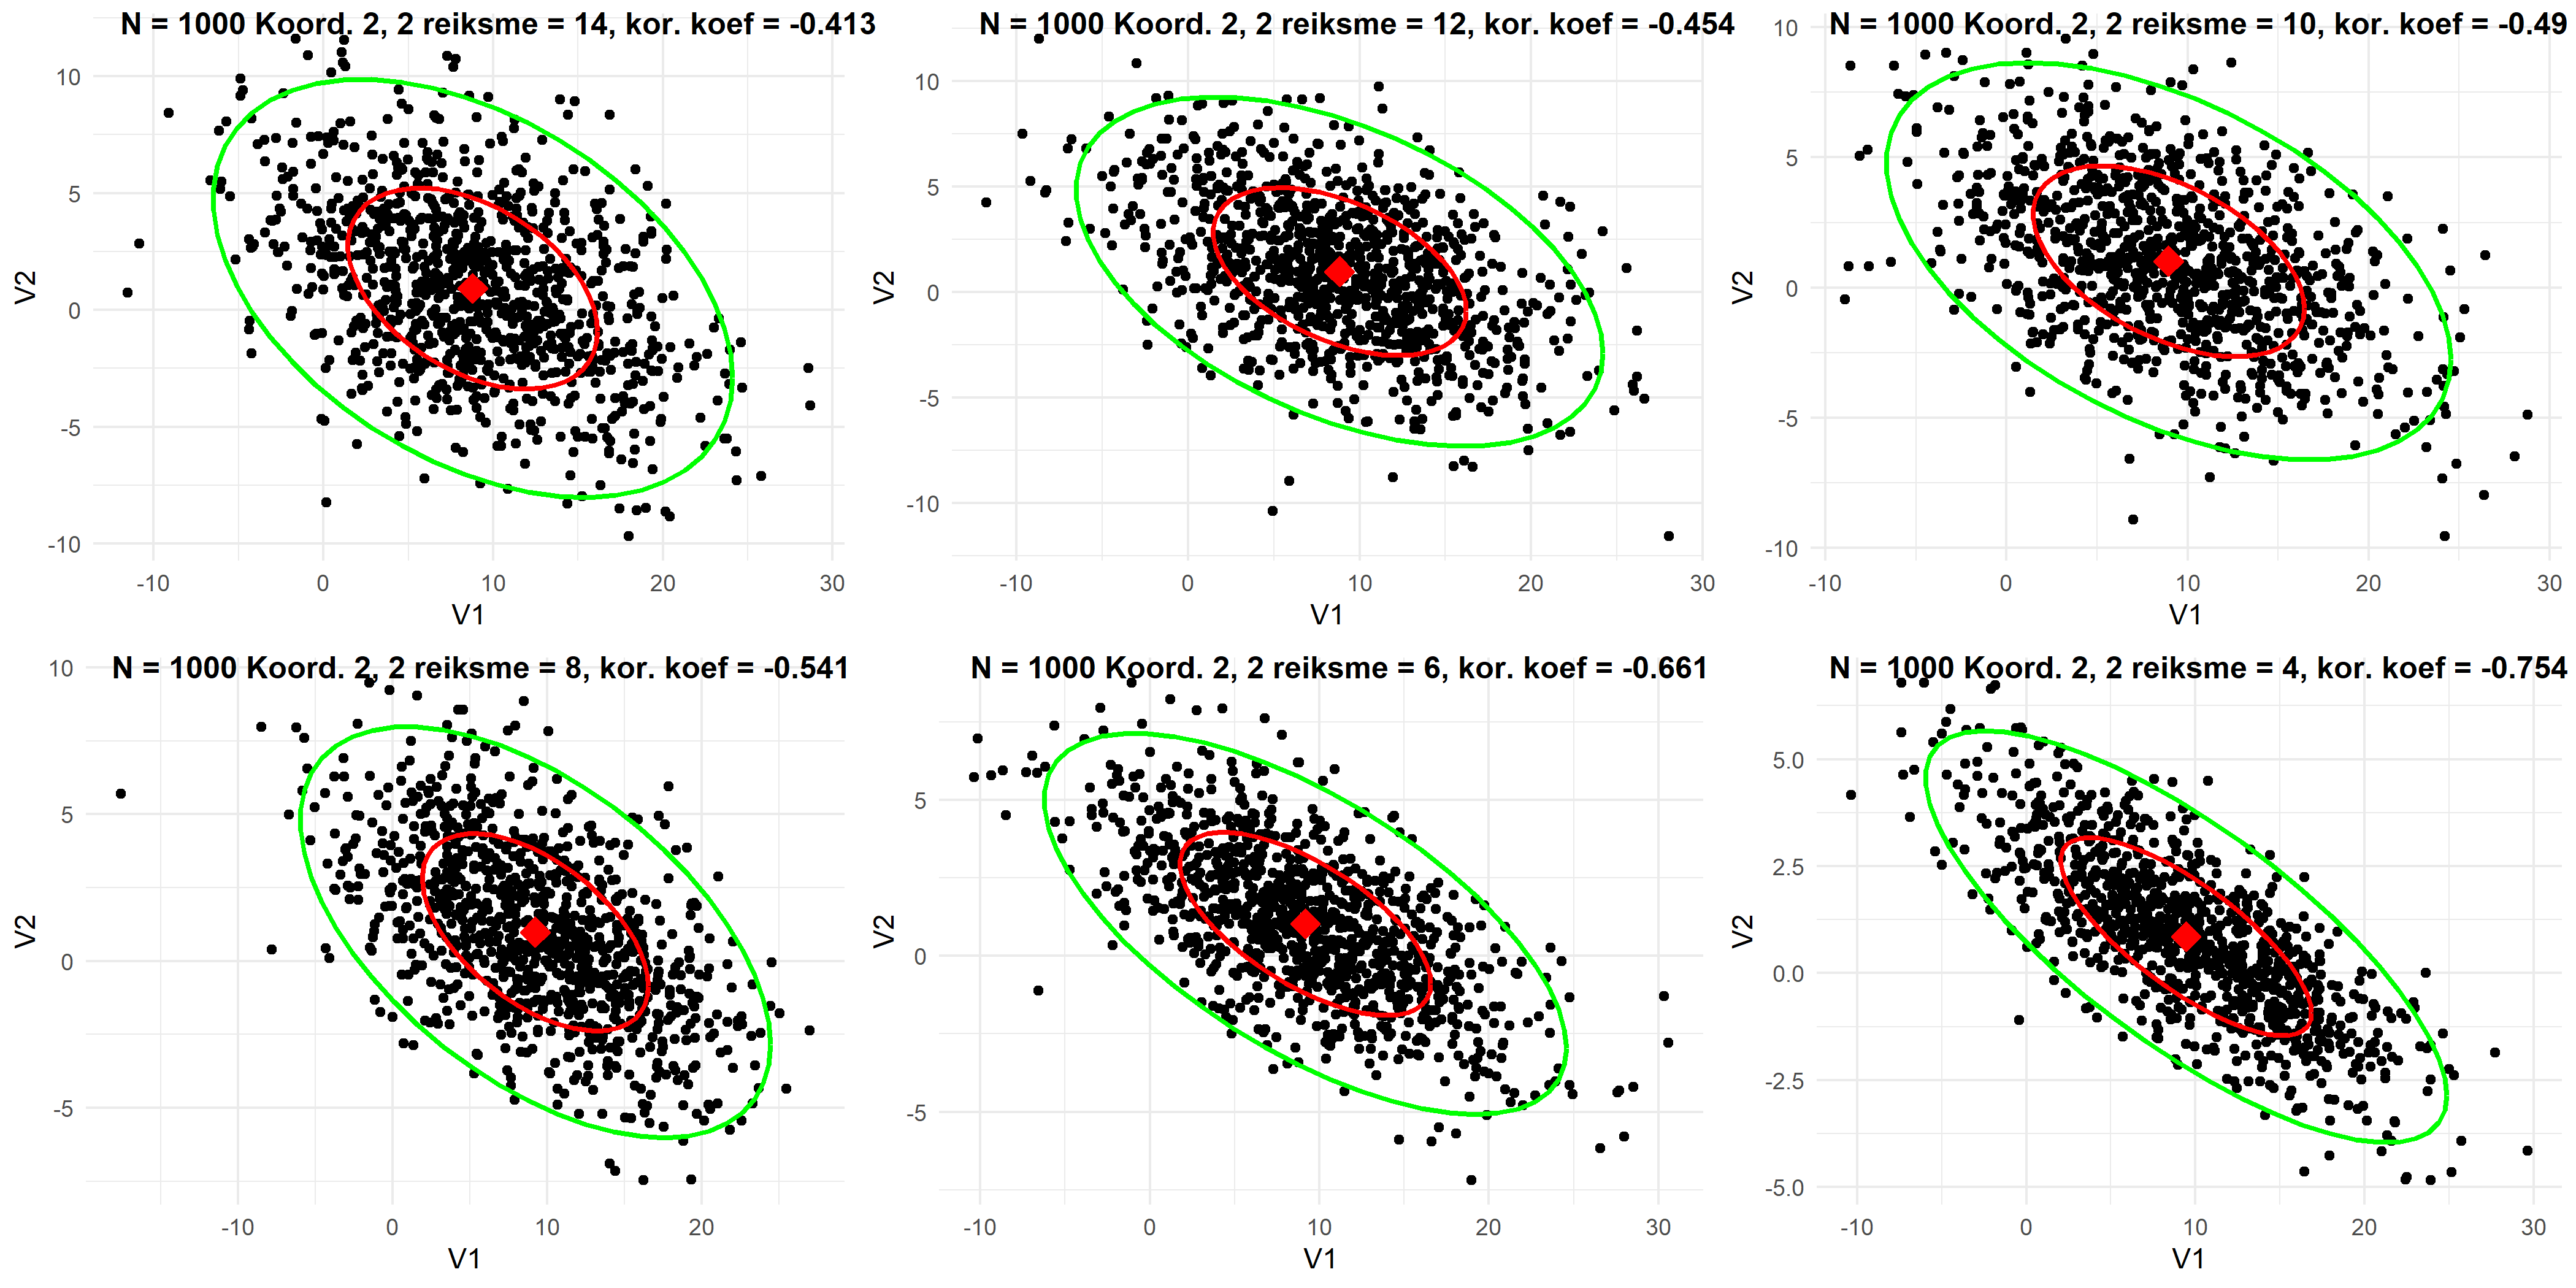 N = 1000 Koord. 2, 2 reiksme = 14, kor. koef = -0.413
10
5
0
-5
-10
V2
-10 0 10 20 30
V1
N = 1000 Koord. 2, 2 reiksme = 12, kor. koef = -0.454
10
5
0
-5
-10
V2
-10 0 10 20 30
V1
N = 1000 Koord. 2, 2 reiksme = 10, kor. koef = -0.49
10
5
0
-5
-10
V2
-10 0 10 20 30
V1
N = 1000 Koord. 2, 2 reiksme = 8, kor. koef = -0.541
10
5
0
-5
V2
-10 0 10 20
V1
N = 1000 Koord. 2, 2 reiksme = 6, kor. koef = -0.661
5
0
-5
V2
-10 0 10 20 30
V1
N = 1000 Koord. 2, 2 reiksme = 4, kor. koef = -0.754
5.0
2.5
0.0
-2.5
-5.0
V2
-10 0 10 20 30
V1